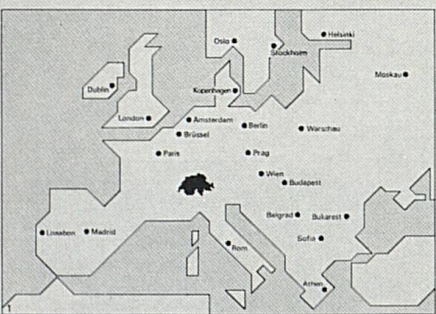 Oslo
Helsinki
Stockholm
Moskau
Dublin
Kopenhagen
London
Amsterdam
Berlin
Warschau
Brüssel
Paris
Prag
Wien
Budapest
Belgrad
Bukarest
Lissabon
Madrid
Sofia
Rom
Athen
1